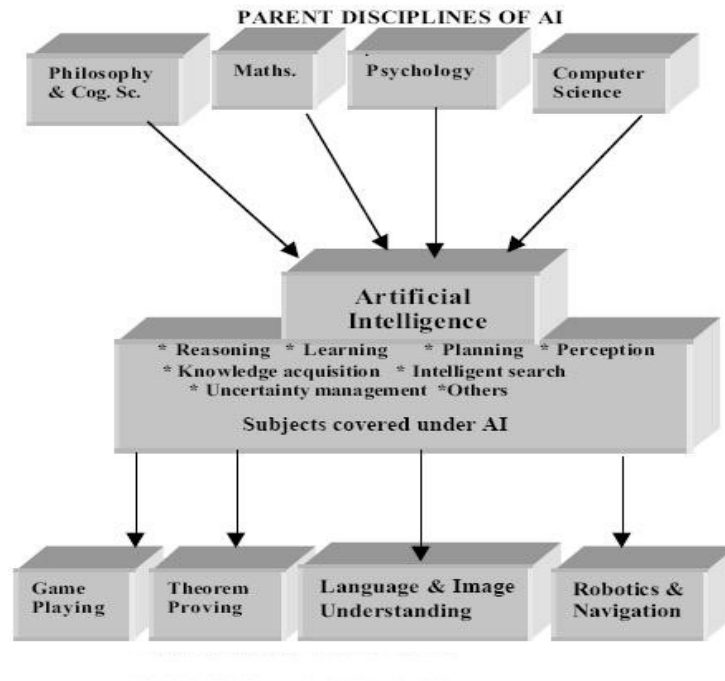 PARENT DISCIPLINES OF AI
Philosophy
& Cog. Sc.
Maths.
Psychology
Computer
Science
Artificial
Intelligence
* Reasoning * Learning * Planning * Perception
* Knowledge acquisition * Intelligent search
* Uncertainty management *Others
Subjects covered under AI
Game
Playing
Theorem
Proving
Language & Image
Understanding
Robotics &
Navigation